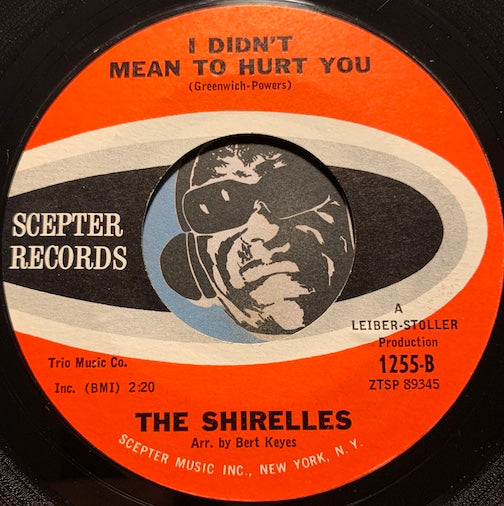 I DIDN'T
MEAN TO HURT YOU
(Greenwich-Powers)
SCEPTER
RECORDS
A
LEIBER-STOLLER
Production
1255-B
ZTSP 89345
Trio Music Co.
Inc. (BMI) 2:20
THE SHIRELLES
Arr. by Bert Keyes
SCEPTER MUSIC INC., NEW YORK, N. Y.